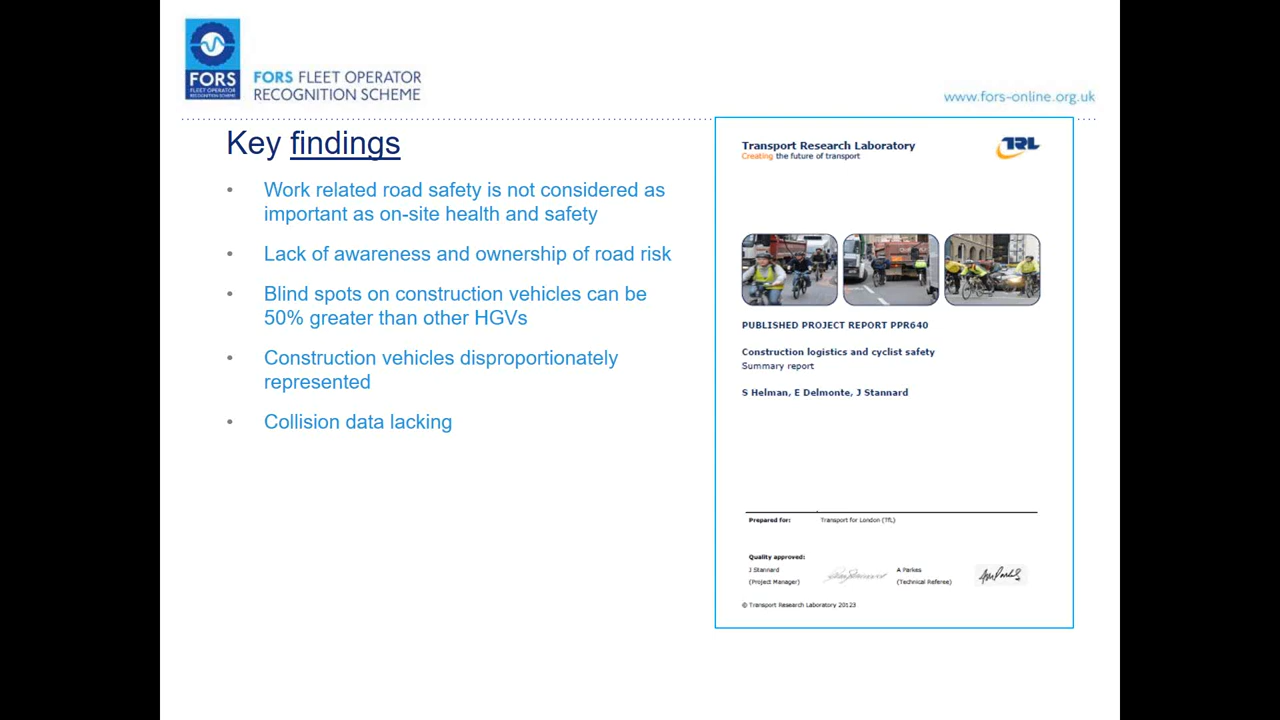 FORS
FLEET OPERATOR
RECOGNITION SCHEME
FORS FLEET OPERATOR
RECOGNITION SCHEME
www.fors-online.org.uk
Key findings
• Work related road safety is not considered as
important as on-site health and safety
• Lack of awareness and ownership of road risk
• Blind spots on construction vehicles can be
50% greater than other HGVs
• Construction vehicles disproportionately
represented
• Collision data lacking
Transport Research Laboratory
Creating the future of transport
TRL
PUBLISHED PROJECT REPORT PPR640
Construction logistics and cyclist safety
Summary report
S Helman, E Delmonte, J Stannard
Prepared for: Transport for London (TfL)
Quality approved:
J Stannard
(Project Manager)
A Parkes
(Technical Referee)
© Transport Research Laboratory 20123